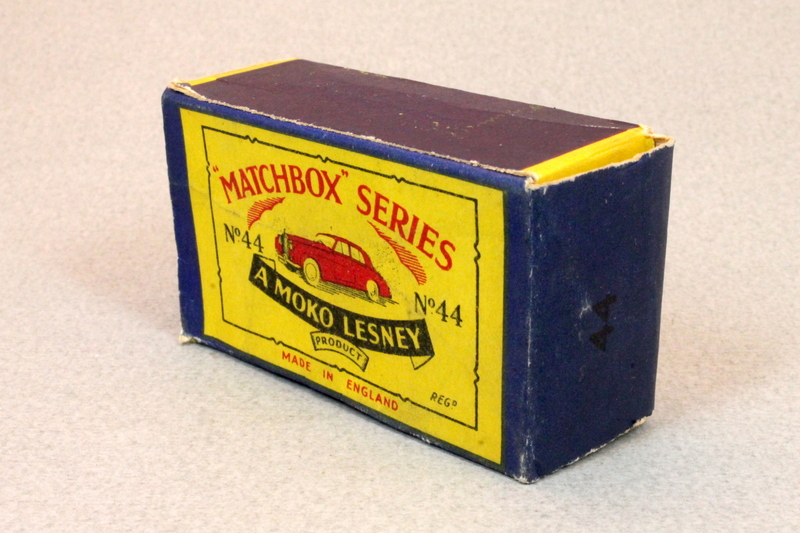 "MATCHBOX" SERIES
Nº44
Nº44
A MOKO LESNEY
PRODUCT
MADE IN ENGLAND
REGᴰ
44